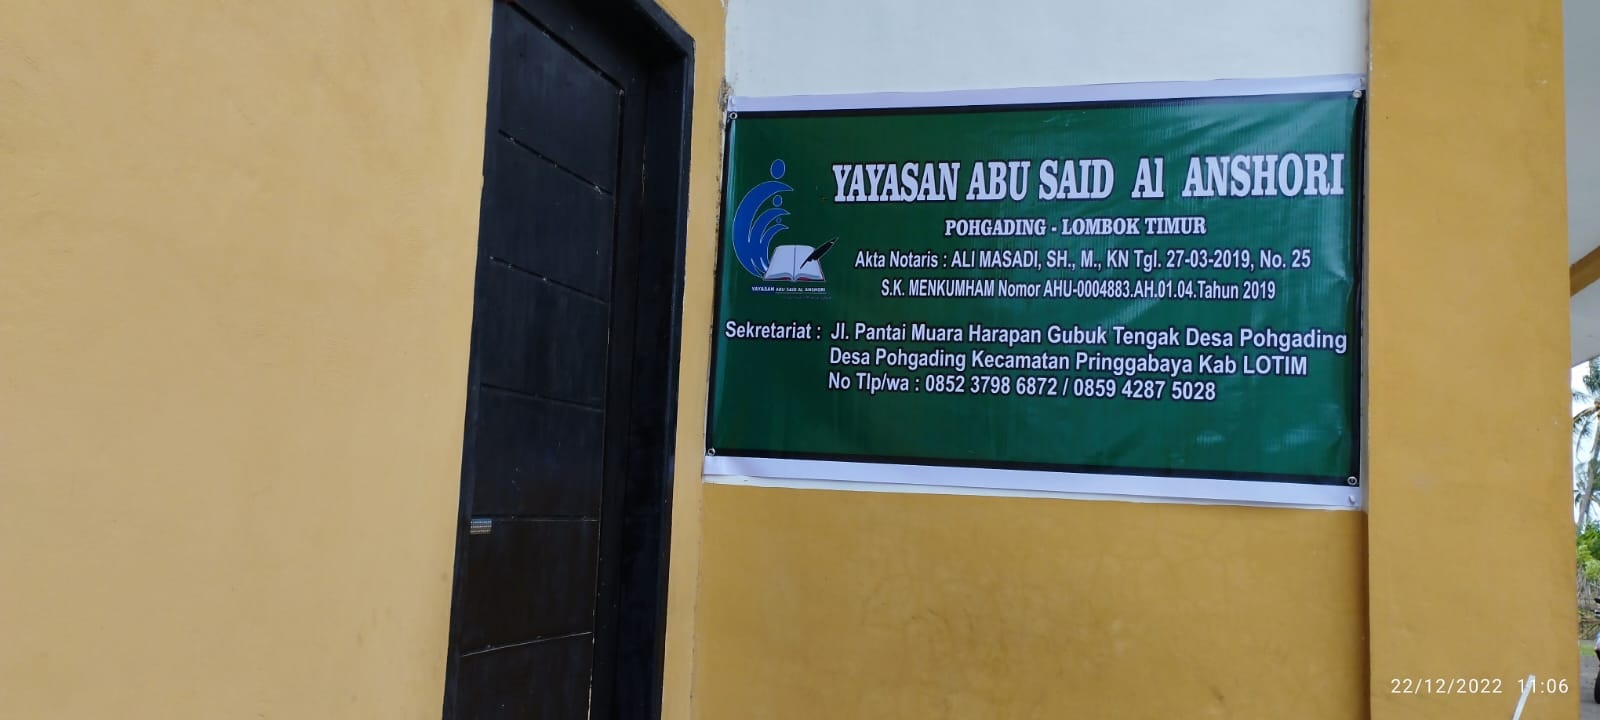 YAYASAN ABU SAID Al ANSHORI
POHGADING - LOMBOK TIMUR
Akta Notaris : ALI MASADI, SH., M., KN Tgl. 27-03-2019, No. 25
S.K. MENKUMHAM Nomor AHU-0004883.AH.01.04.Tahun 2019
YAYASAN ABU SAID AL ANSHORI
Sekretariat : Jl. Pantai Muara Harapan Gubuk Tengak Desa Pohgading
Desa Pohgading Kecamatan Pringgabaya Kab LOTIM
No Tlp/wa : 0852 3798 6872 / 0859 4287 5028
22/12/2022 11:06